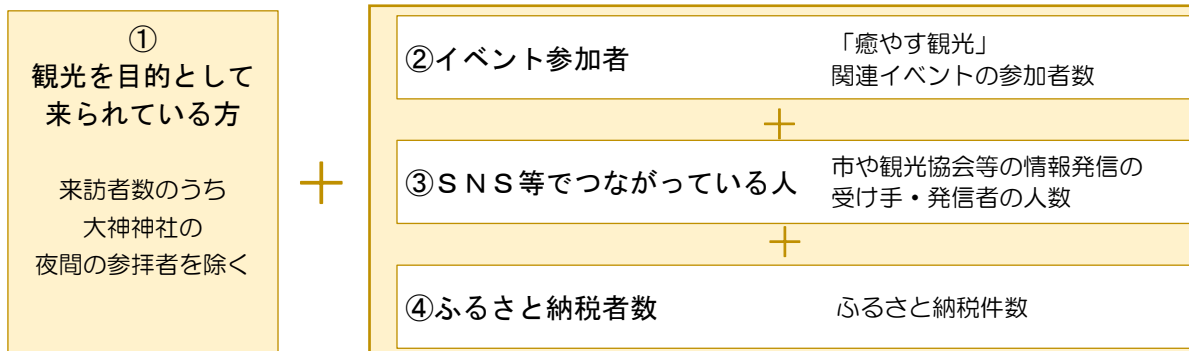 ①
観光を目的として
来られている方
来訪者数のうち
大神神社の
夜間の参拝者を除く
＋
②イベント参加者
「癒やす観光」
関連イベントの参加者数
＋
③ＳＮＳ等でつながっている人
市や観光協会等の情報発信の
受け手・発信者の人数
＋
④ふるさと納税者数
ふるさと納税件数